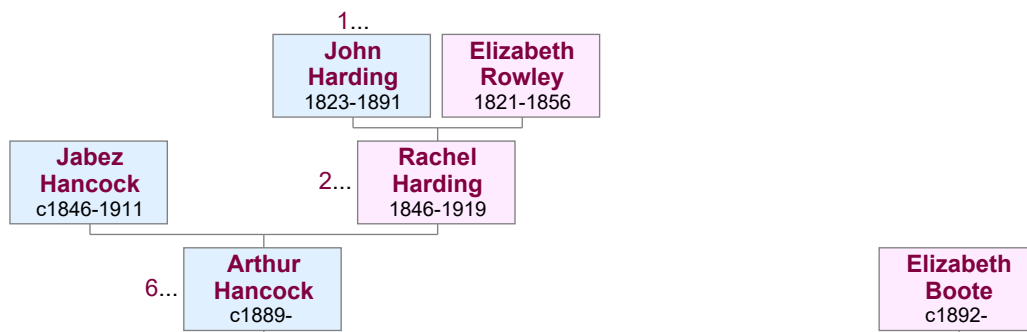 1...
John
Harding
1823-1891
Elizabeth
Rowley
1821-1856
Jabez
Hancock
c1846-1911
2...
Rachel
Harding
1846-1919
6...
Arthur
Hancock
c1889-
Elizabeth
Boote
c1892-